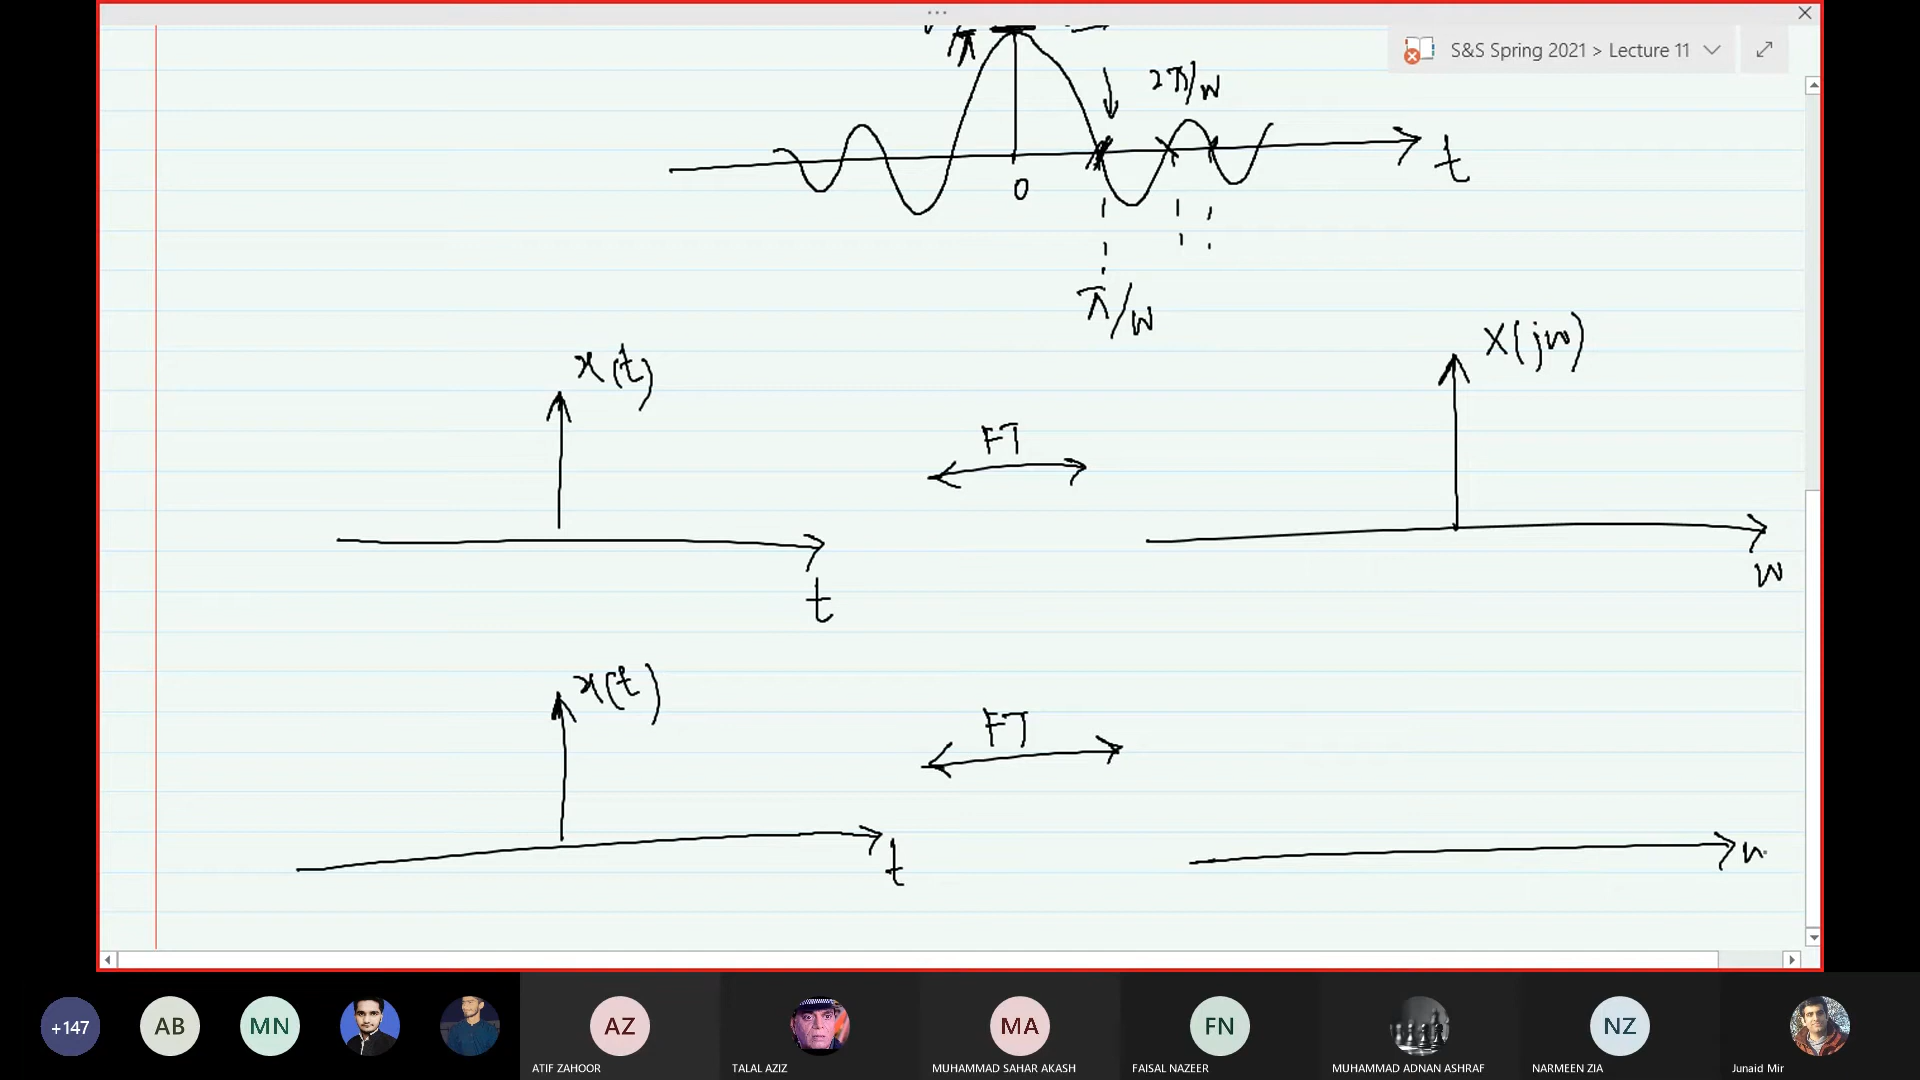 S&S Spring 2021 > Lecture 11
π
2π/W
t
0
π/W
x(t)
X(jw)
FT
t
w
x(t)
FT
t
+147
AB
MN
AZ
MA
FN
NZ
ATIF ZAHOOR
TALAL AZIZ
MUHAMMAD SAHAR AKASH
FAISAL NAZEER
MUHAMMAD ADNAN ASHRAF
NARMEEN ZIA
Junaid Mir